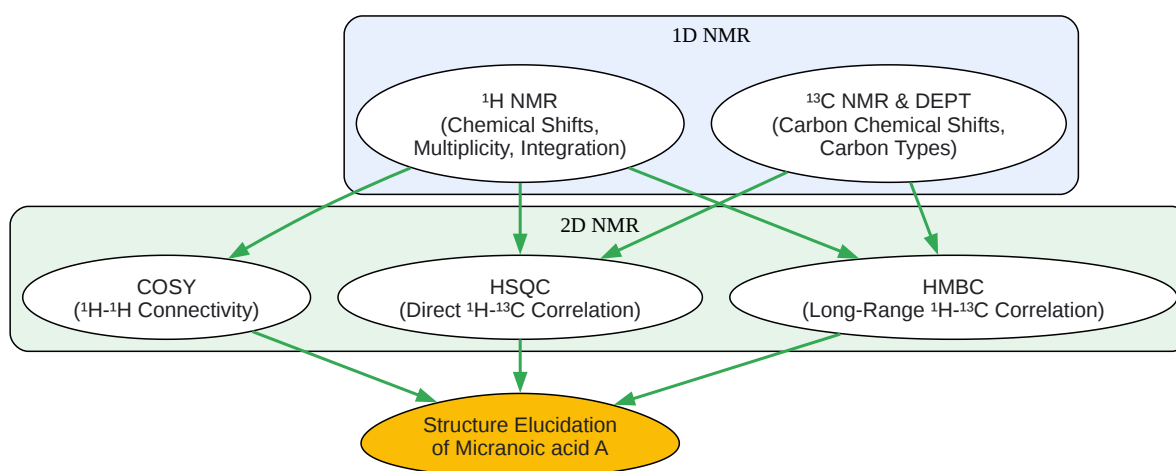 1D NMR
¹H NMR
(Chemical Shifts,
Multiplicity, Integration)
¹³C NMR & DEPT
(Carbon Chemical Shifts,
Carbon Types)
2D NMR
COSY
(¹H-¹H Connectivity)
HSQC
(Direct ¹H-¹³C Correlation)
HMBC
(Long-Range ¹H-¹³C Correlation)
Structure Elucidation
of Micranoic acid A